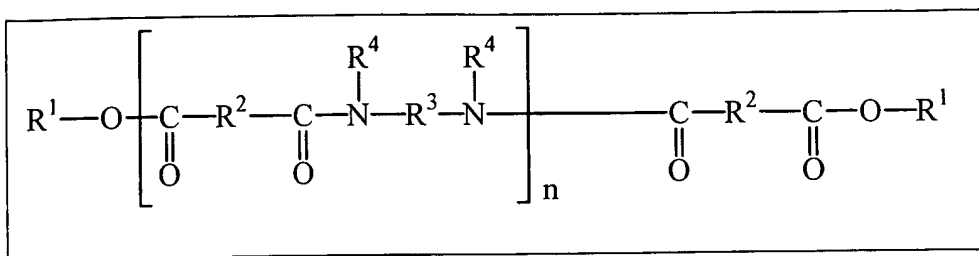 R⁴ R⁴
R¹—O—[C—R²—C—N—R³—N]—C—R²—C—O—R¹
O O O O
n